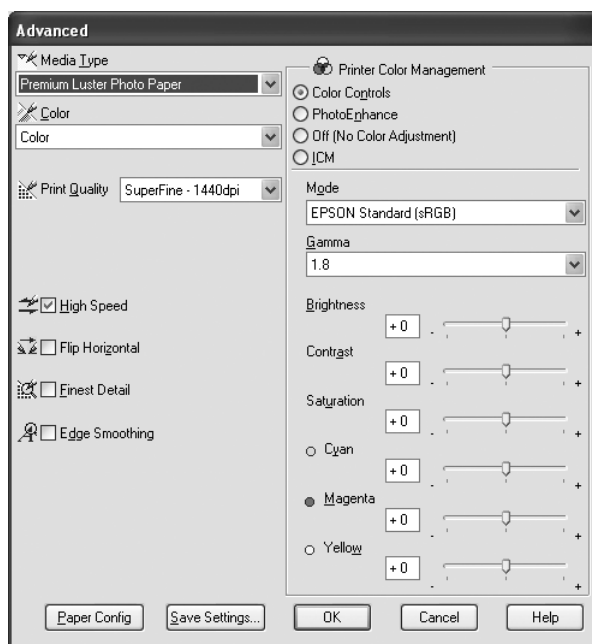 Advanced
Media Type
Premium Luster Photo Paper
Color
Color
Print Quality SuperFine - 1440dpi
High Speed
Flip Horizontal
Finest Detail
Edge Smoothing
Printer Color Management
Color Controls
PhotoEnhance
Off (No Color Adjustment)
ICM
Mode
EPSON Standard (sRGB)
Gamma
1.8
Brightness
+ 0 - +
Contrast
+ 0 - +
Saturation
+ 0 - +
Cyan
+ 0 - +
Magenta
+ 0 - +
Yellow
+ 0 - +
Paper Config Save Settings... OK Cancel Help